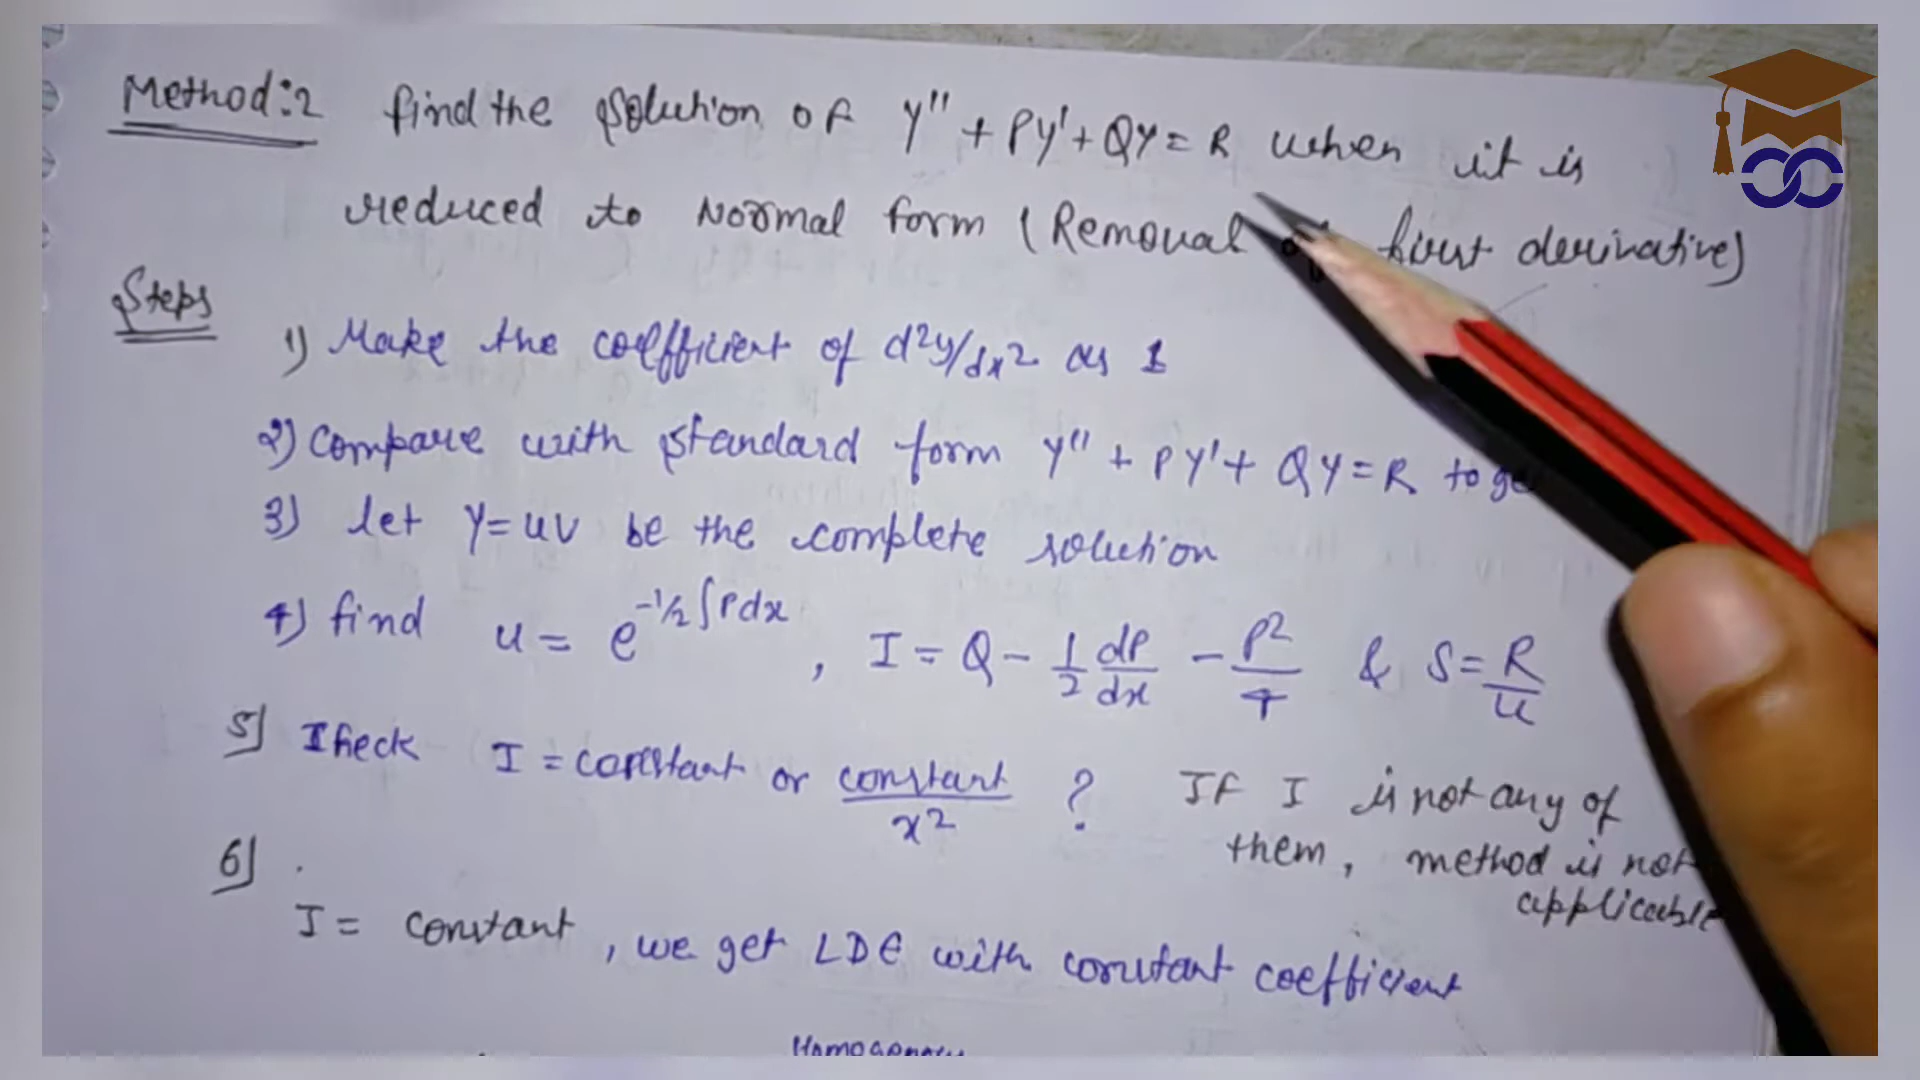 Method:2 find the solution of y'' + Py' + Qy = R when it is
reduced to Normal form (Removal of first derivative)
Steps
1) Make the coefficient of d²y/dx² as 1
2) Compare with standard form y'' + Py' + Qy = R to ge
3) let y = uv be the complete solution
4) find u = e^{-1/2 ∫Pdx} , I = Q - 1/2 dP/dx - P²/4 & S = R/u
5) Check I = constant or constant/x² ? If I is not any of
them, method is not
applicable
6) .
I = constant , we get LDE with constant coefficient
Homogeneous